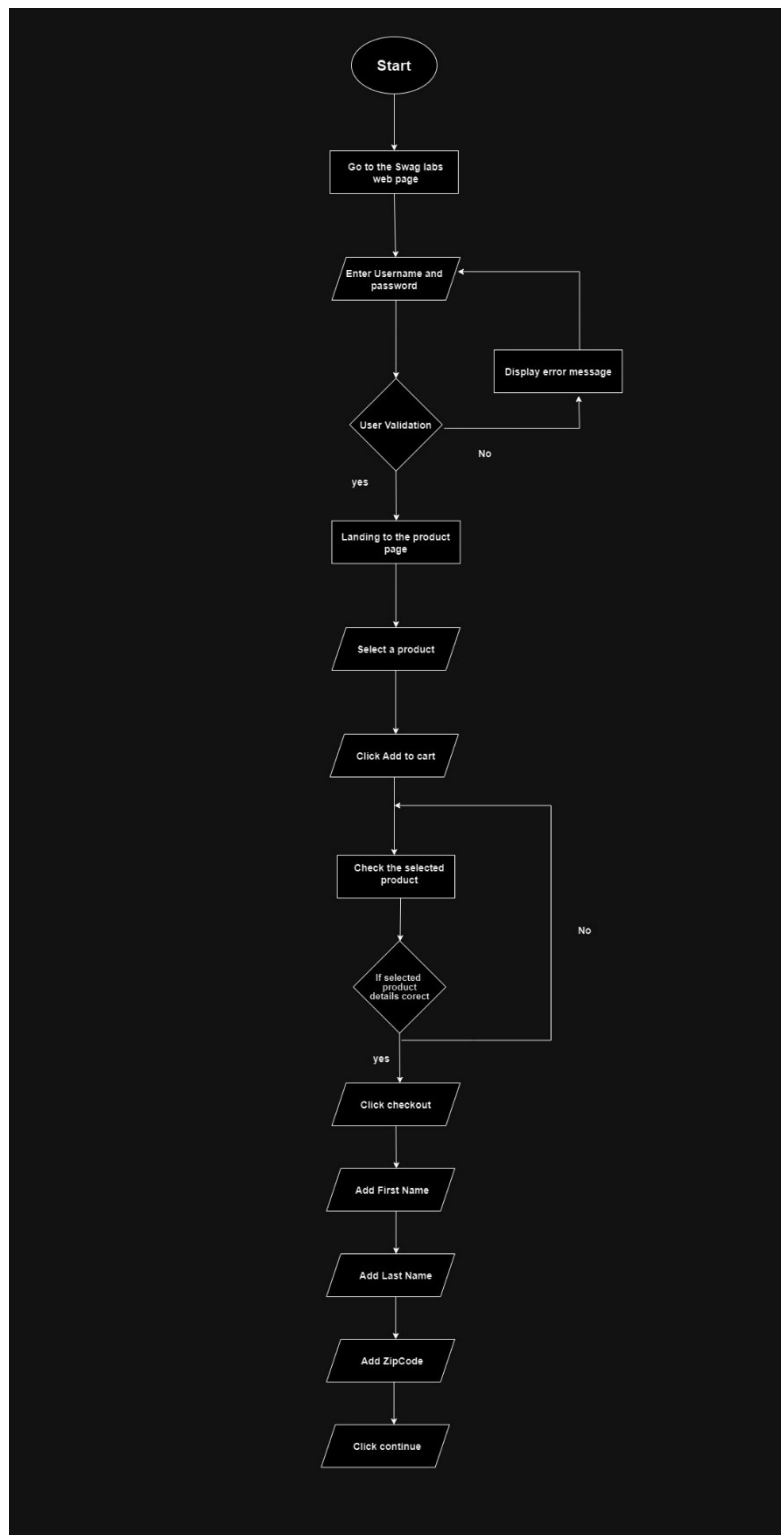 Start
Go to the Swag labs
web page
Enter Username and
password
Display error message
User Validation
No
yes
Landing to the product
page
Select a product
Click Add to cart
Check the selected
product
No
If selected
product
details corect
yes
Click checkout
Add First Name
Add Last Name
Add ZipCode
Click continue